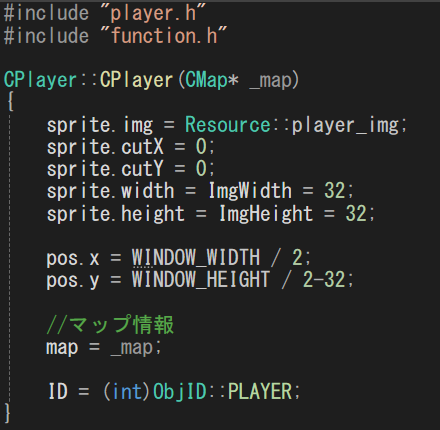 #include "player.h"
#include "function.h"
CPlayer::CPlayer(CMap* _map)
{
sprite.img = Resource::player_img;
sprite.cutX = 0;
sprite.cutY = 0;
sprite.width = ImgWidth = 32;
sprite.height = ImgHeight = 32;
pos.x = WINDOW_WIDTH / 2;
pos.y = WINDOW_HEIGHT / 2-32;
//マップ情報
map = _map;
ID = (int)ObjID::PLAYER;
}